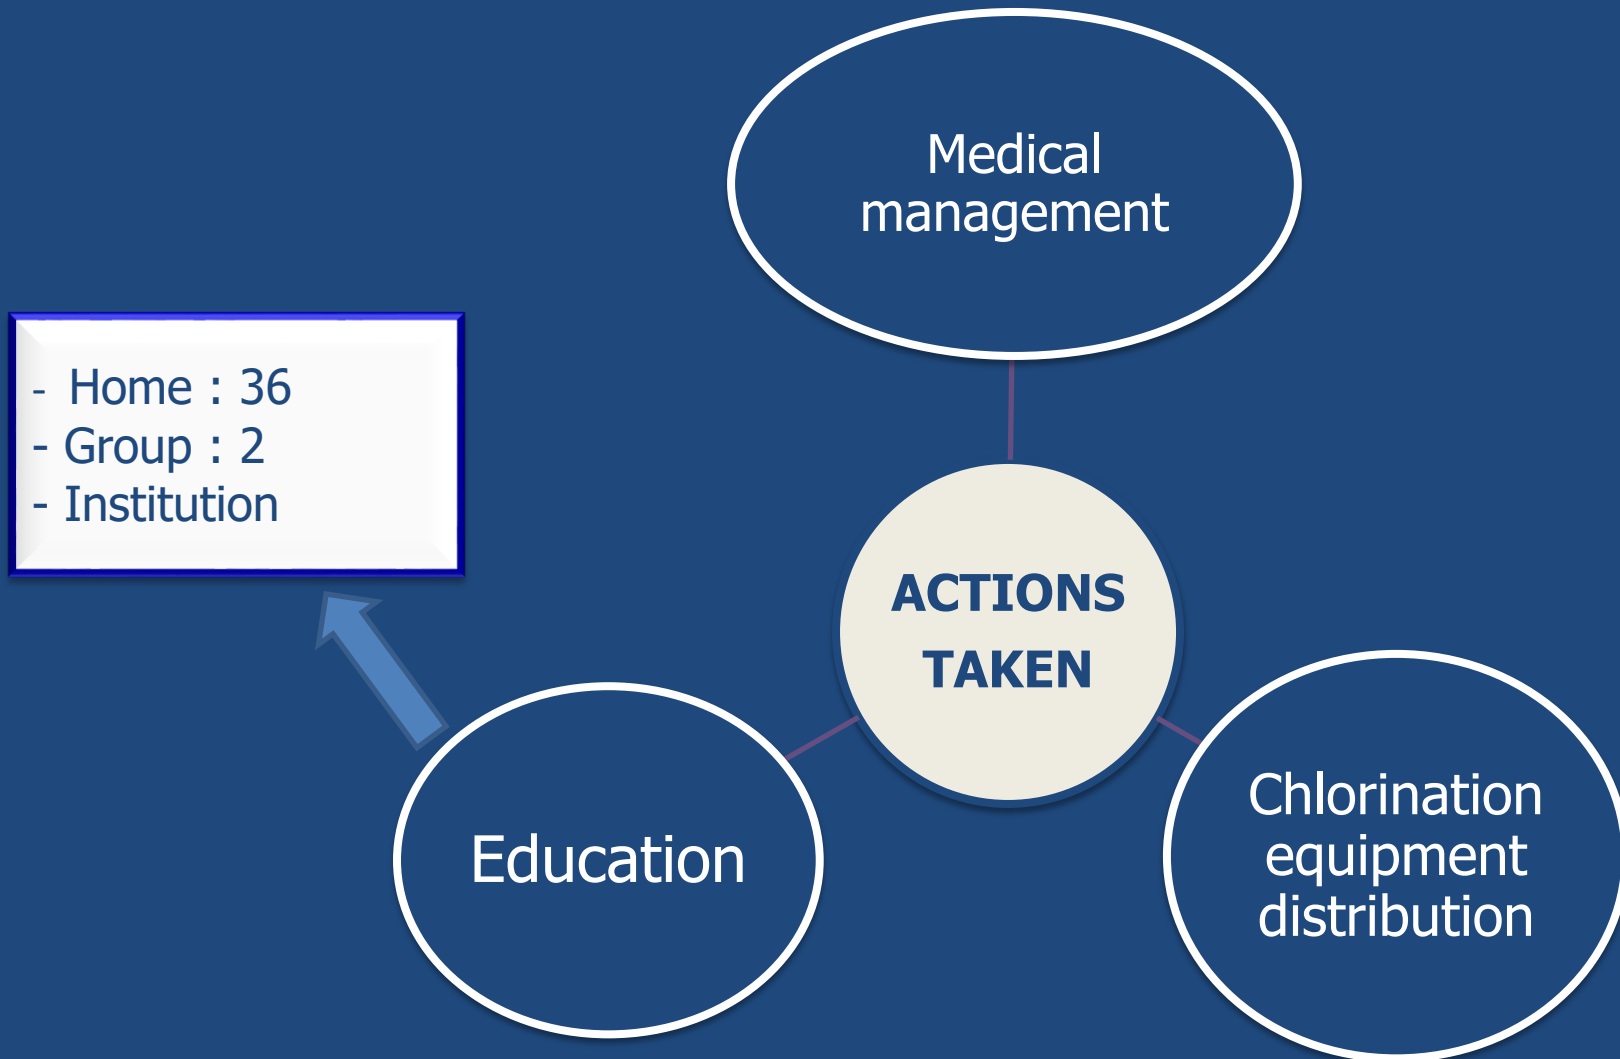 Medical
management
- Home : 36
- Group : 2
- Institution
ACTIONS
TAKEN
Education
Chlorination
equipment
distribution